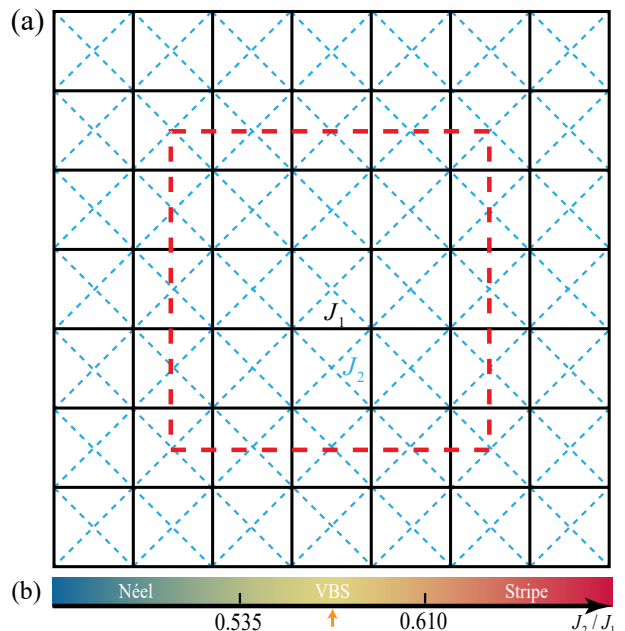 (a)
J₁
J₂
(b) Néel VBS Stripe
0.535 0.610 J₂ / J₁